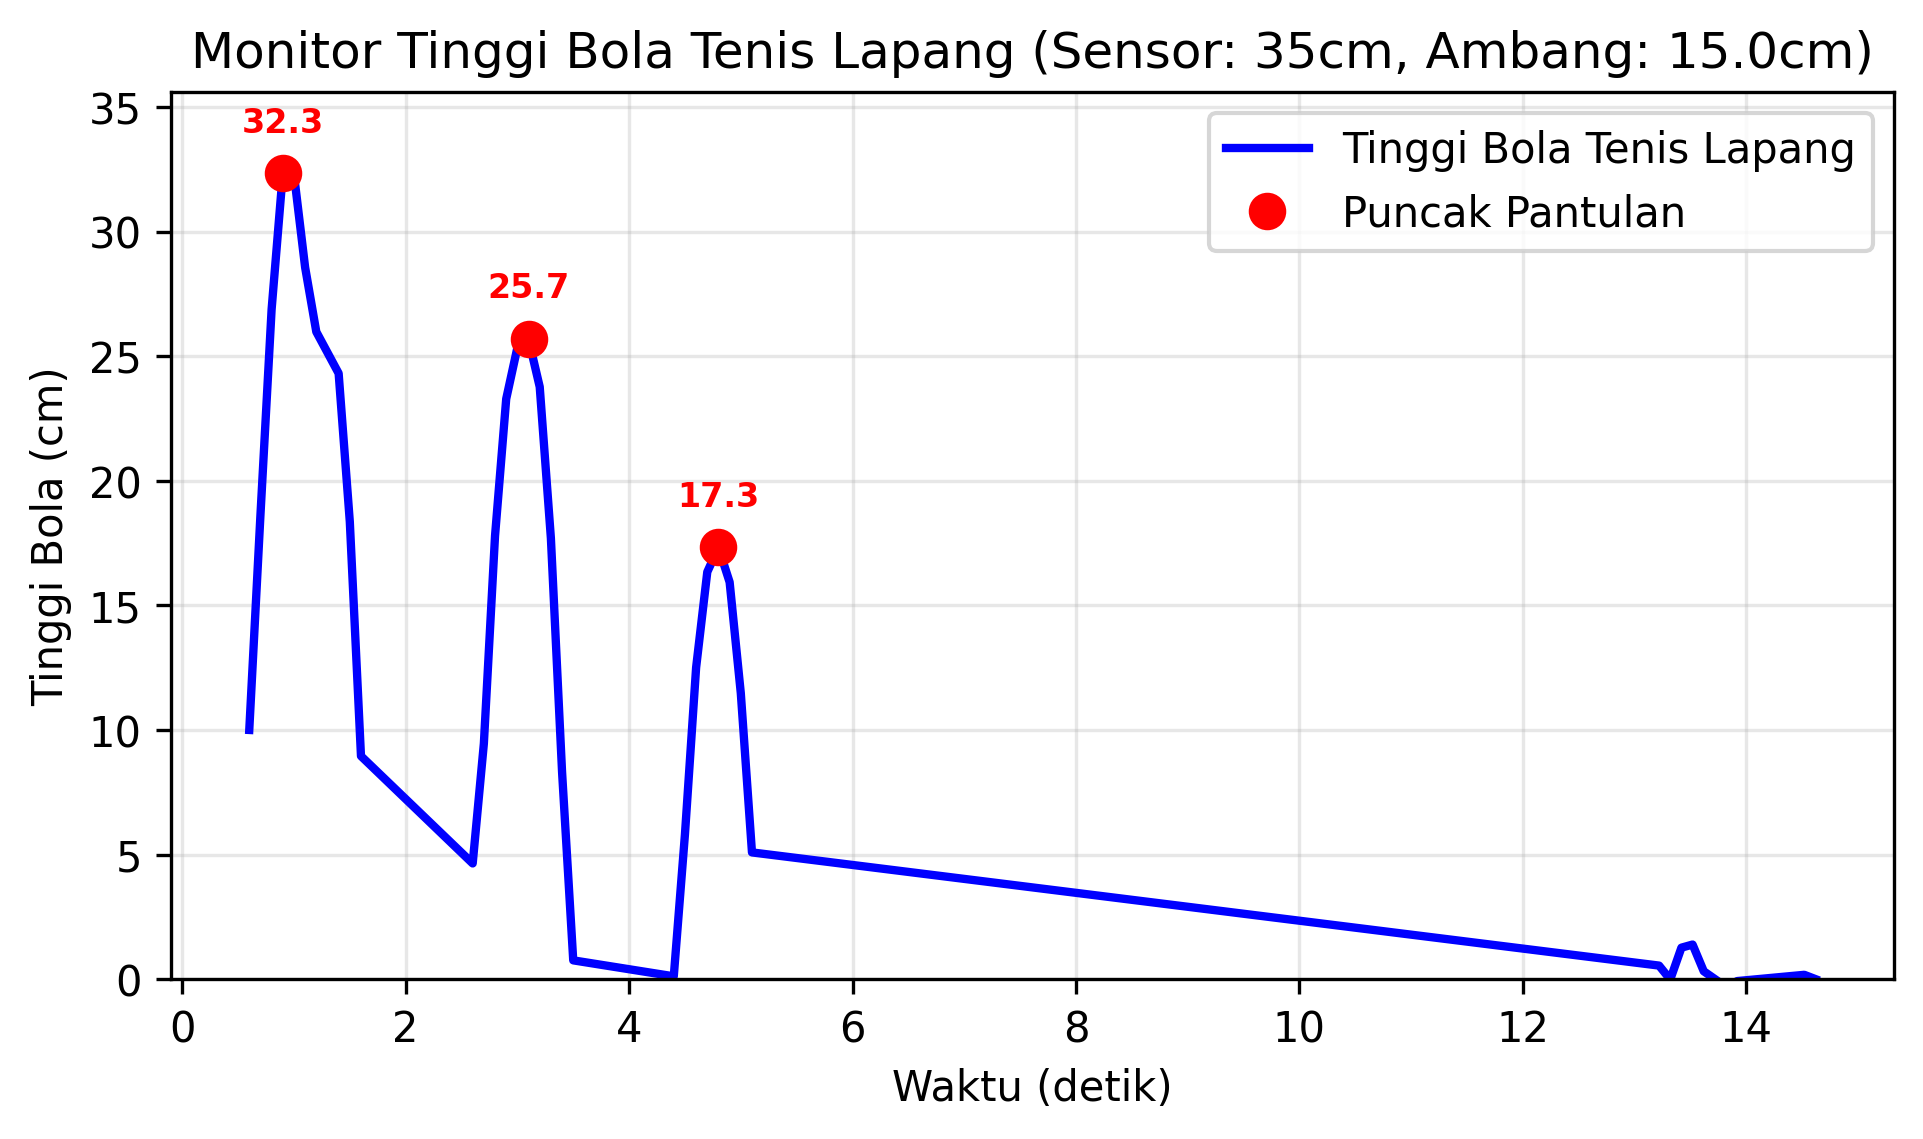 Monitor Tinggi Bola Tenis Lapang (Sensor: 35cm, Ambang: 15.0cm)
Tinggi Bola Tenis Lapang
Puncak Pantulan
32.3
25.7
17.3
Tinggi Bola (cm)
35
30
25
20
15
10
5
0
0 2 4 6 8 10 12 14
Waktu (detik)